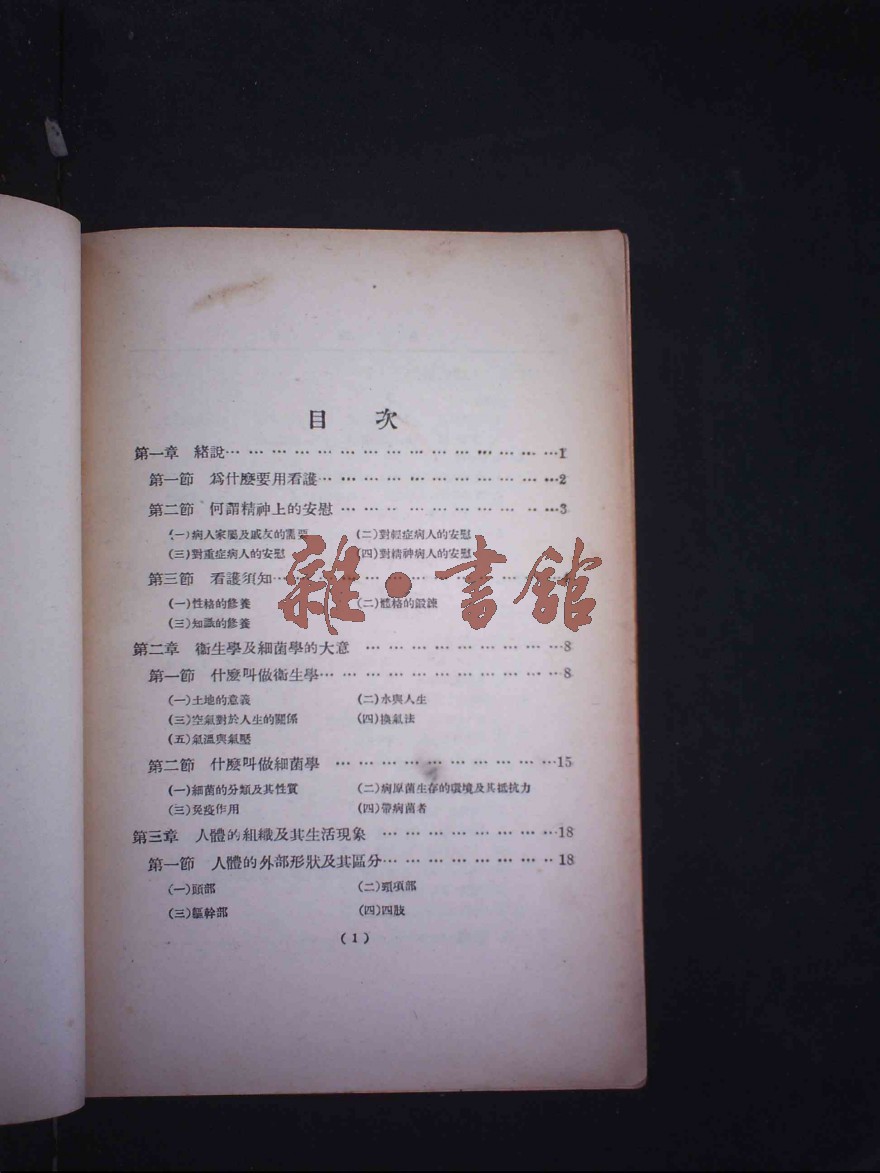 目 次
第一章 緒說… … … … … … … … … … … … … … …1
第一節 爲什麽要用看護… … … … … … … … … … …2
第二節 何謂精神上的安慰 … … … … … … … … … …3
(一)病人家屬及戚友的 (二)對輕症病人的安慰
(三)對重症病人的安慰 (四)對精神病人的安慰
第三節 看護須知… … … … … … … … … … … … …
(一)性格的修養 (二)體格的鍛鍊
(三)知識的修養
第二章 衞生學及細菌學的大意 … … … … … … … … …8
第一節 什麽叫做衞生學… … … … … … … … … … …8
(一)土地的意義 (二)水與人生
(三)空氣對於人生的關係 (四)換氣法
(五)氣溫與氣壓
第二節 什麽叫做細菌學 … … … … … … … … … …15
(一)細菌的分類及其性質 (二)病原菌生存的環境及其抵抗力
(三)免疫作用 (四)帶病菌者
第三章 人體的組織及其生活現象 … … … … … … … …18
第一節 人體的外部形狀及其區分… … … … … … … …18
(一)頭部 (二)頸項部
(三)軀幹部 (四)四肢
(1)
雜·書館